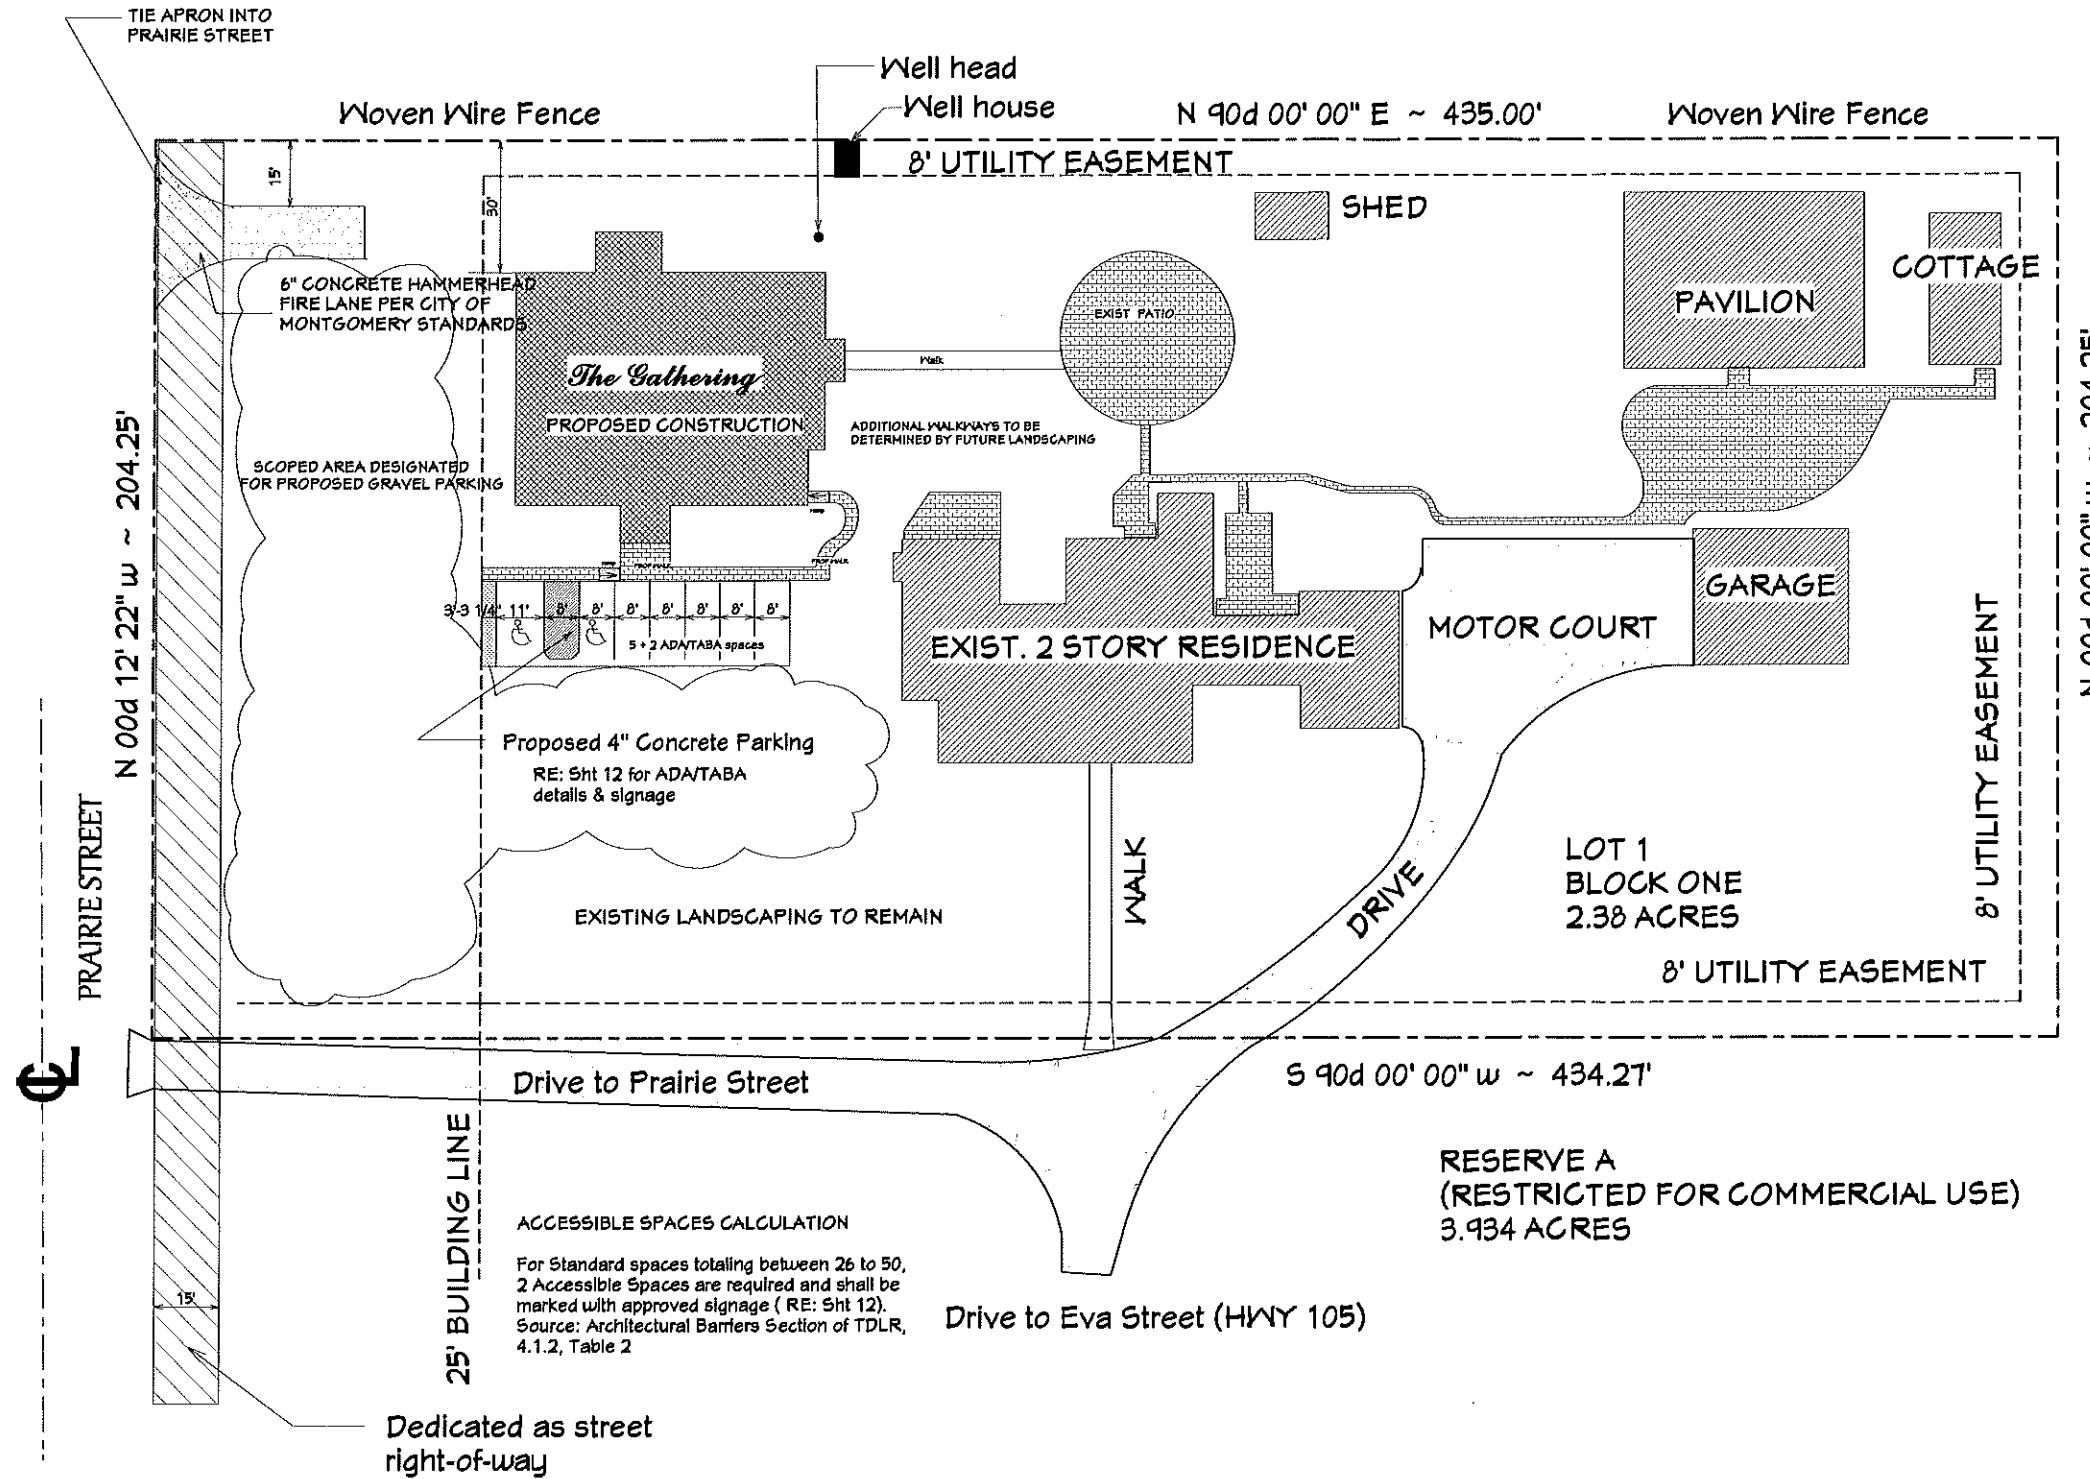 TIE APRON INTO
PRAIRIE STREET
Well head
Well house
Woven Wire Fence
N 90d 00' 00" E ~ 435.00'
Woven Wire Fence
8' UTILITY EASEMENT
15'
30'
SHED
COTTAGE
PAVILION
6" CONCRETE HAMMERHEAD
FIRE LANE PER CITY OF
MONTGOMERY STANDARDS
EXIST PATIO
Walk
The Gathering
PROPOSED CONSTRUCTION
ADDITIONAL WALKWAYS TO BE
DETERMINED BY FUTURE LANDSCAPING
SCOPED AREA DESIGNATED
FOR PROPOSED GRAVEL PARKING
N 00d 12' 22" w ~ 204.25'
PROP WALK
PROP WALK
3'-3 1/4" 11' 8' 8' 8' 8' 8' 8' 8'
5 + 2 ADA/TABA spaces
GARAGE
MOTOR COURT
EXIST. 2 STORY RESIDENCE
8' UTILITY EASEMENT
Proposed 4" Concrete Parking
RE: Sht 12 for ADA/TABA
details & signage
PRAIRIE STREET
WALK
DRIVE
LOT 1
BLOCK ONE
2.38 ACRES
EXISTING LANDSCAPING TO REMAIN
8' UTILITY EASEMENT
CL
Drive to Prairie Street
S 90d 00' 00" w ~ 434.27'
25' BUILDING LINE
RESERVE A
(RESTRICTED FOR COMMERCIAL USE)
3.934 ACRES
ACCESSIBLE SPACES CALCULATION
For Standard spaces totaling between 26 to 50,
2 Accessible Spaces are required and shall be
marked with approved signage ( RE: Sht 12).
Source: Architectural Barriers Section of TDLR,
4.1.2, Table 2
Drive to Eva Street (HWY 105)
15'
Dedicated as street
right-of-way